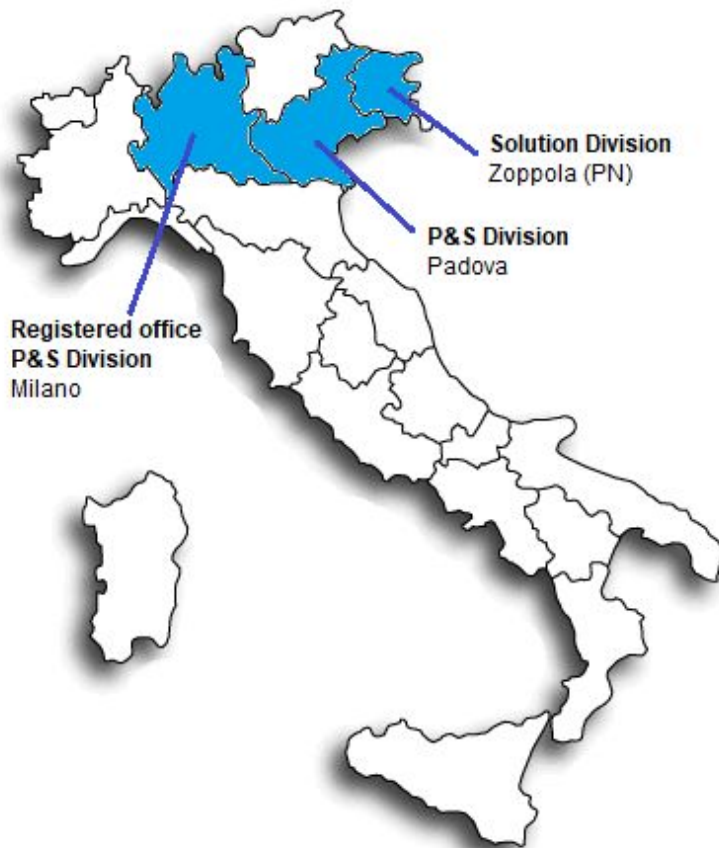 Solution Division
Zoppola (PN)
P&S Division
Padova
Registered office
P&S Division
Milano